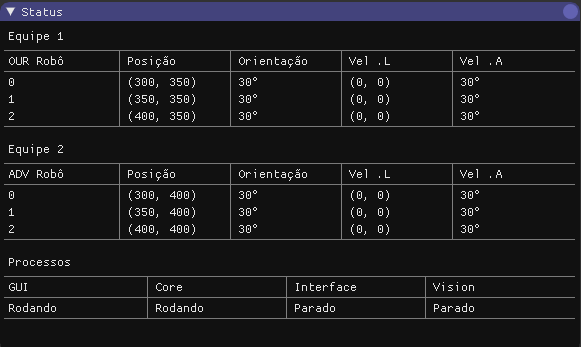 Status
Equipe 1
OUR Robô Posição Orientação Vel .L Vel .A
0 (300, 350) 30° (0, 0) 30°
1 (350, 350) 30° (0, 0) 30°
2 (400, 350) 30° (0, 0) 30°
Equipe 2
ADV Robô Posição Orientação Vel .L Vel .A
0 (300, 400) 30° (0, 0) 30°
1 (350, 400) 30° (0, 0) 30°
2 (400, 400) 30° (0, 0) 30°
Processos
GUI Core Interface Vision
Rodando Rodando Parado Parado